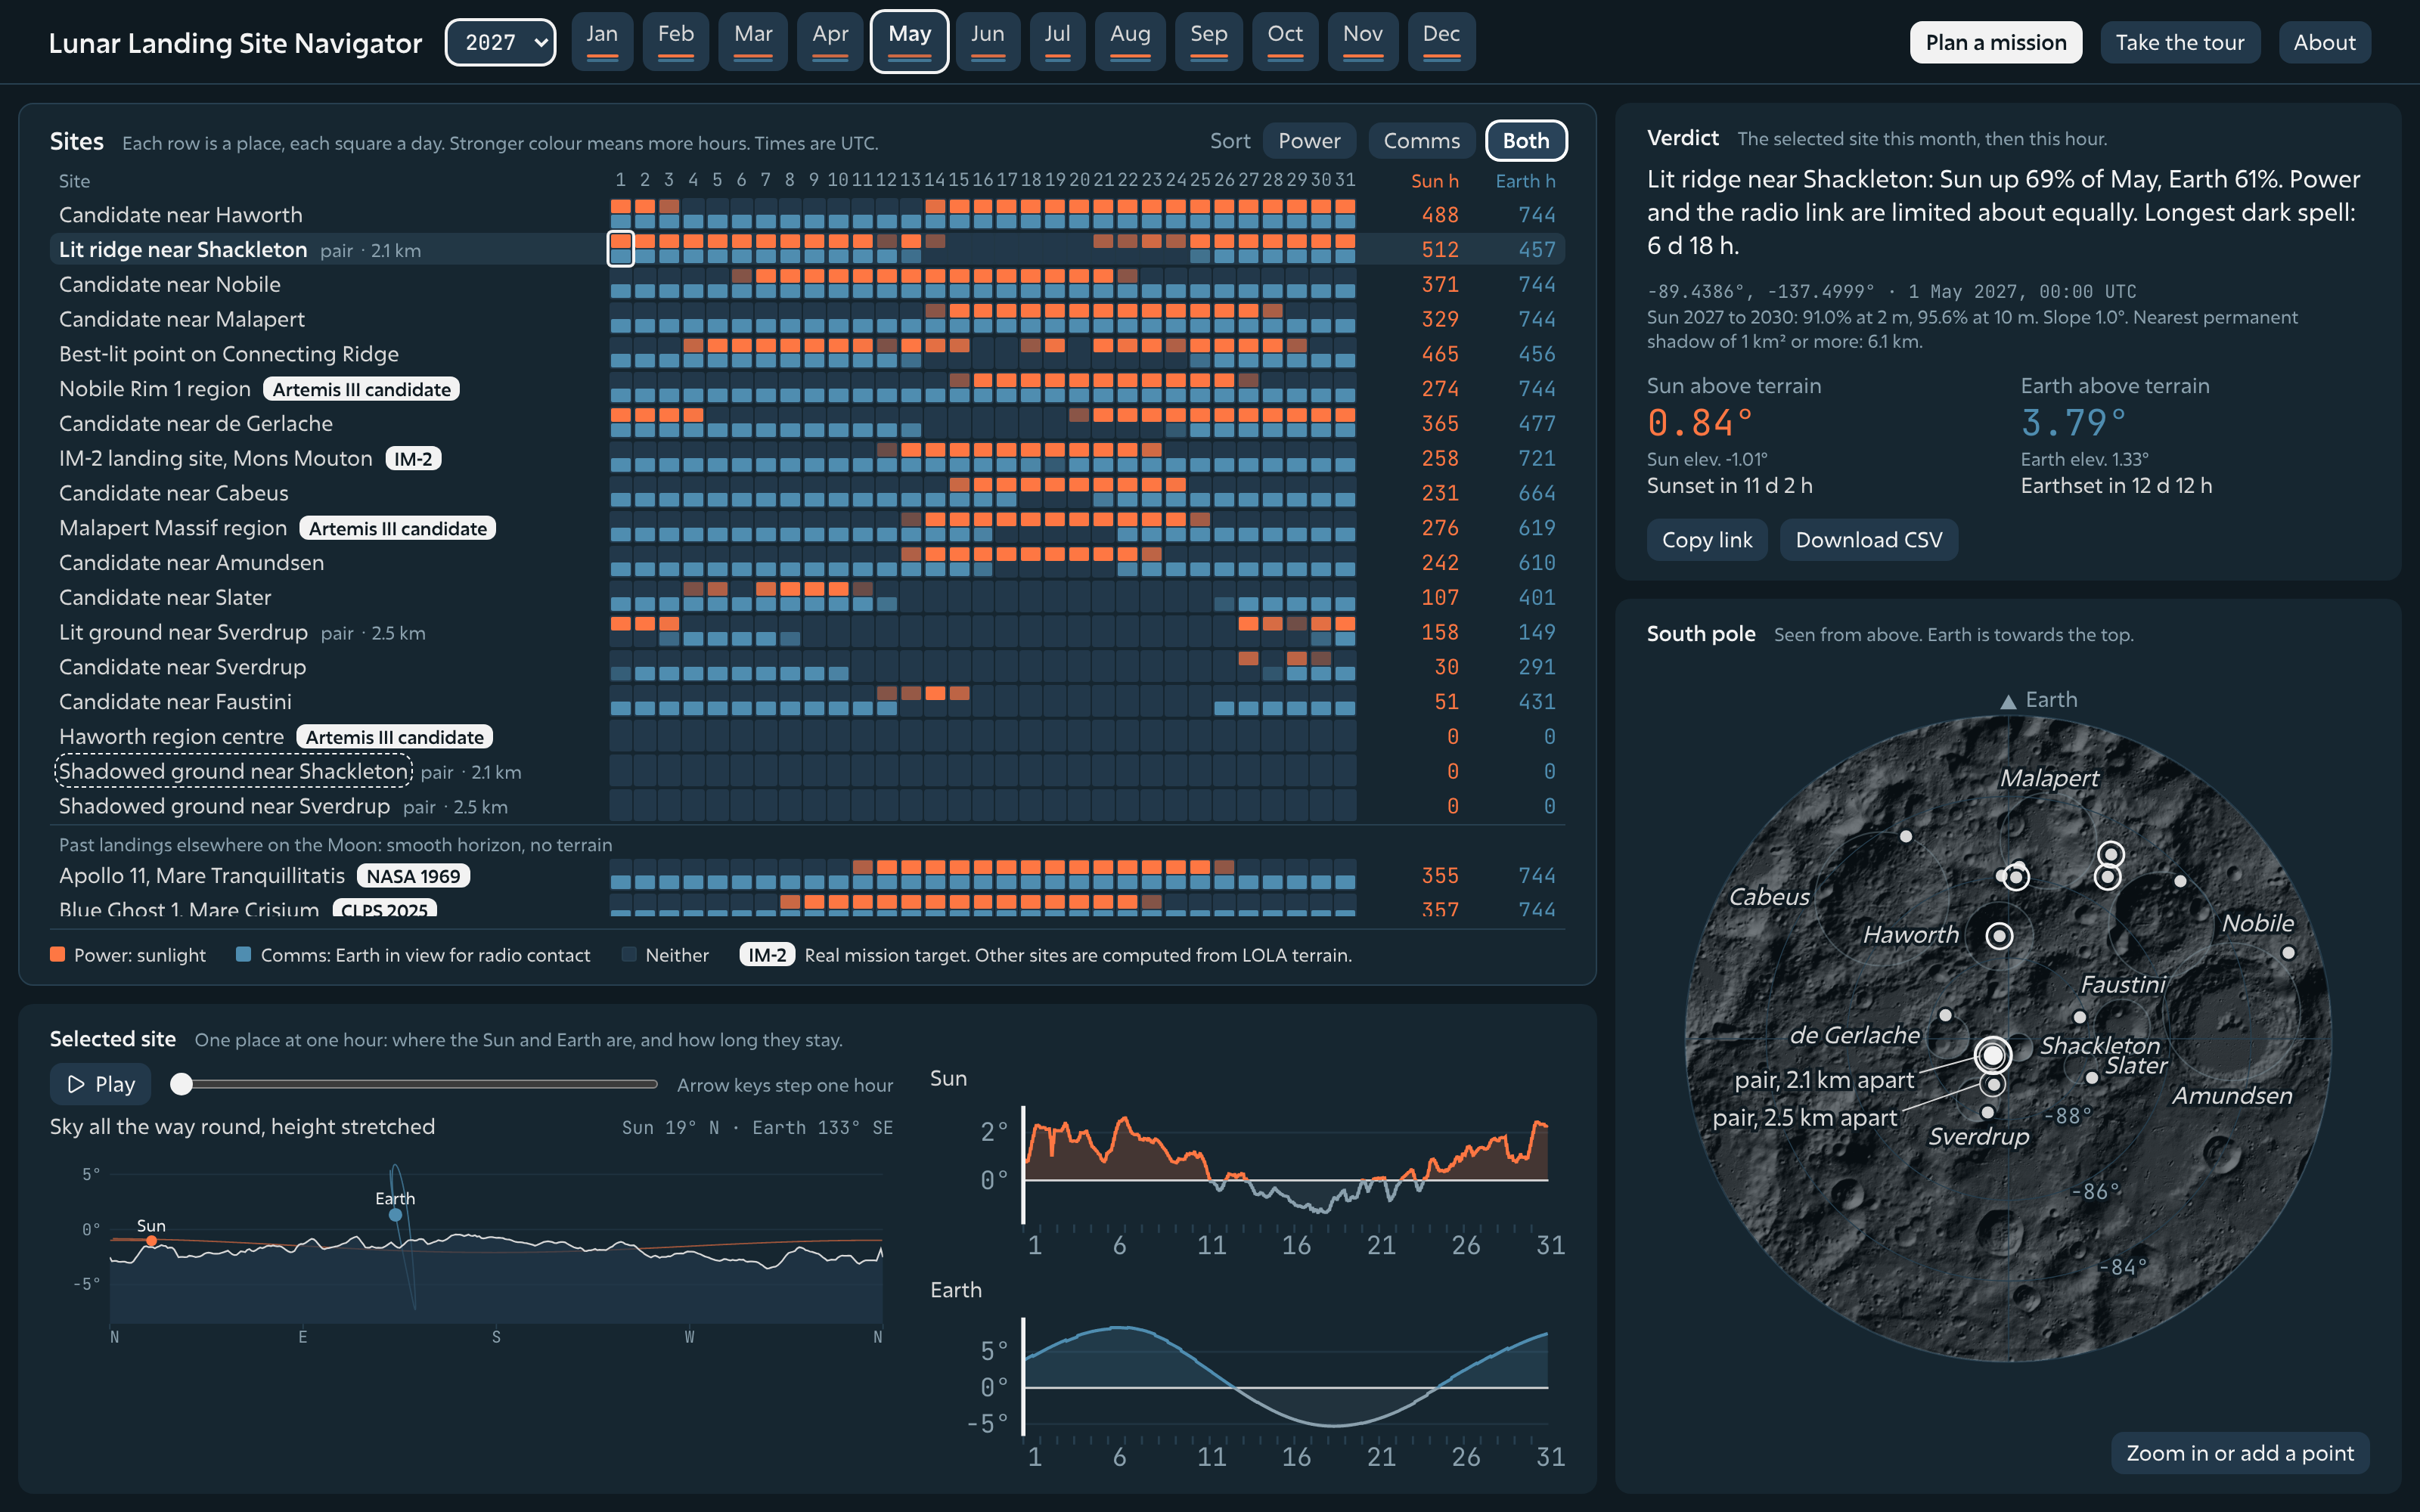 Lunar Landing Site Navigator 2027 Jan Feb Mar Apr May Jun Jul Aug Sep Oct Nov Dec Plan a mission Take the tour About
Sites Each row is a place, each square a day. Stronger colour means more hours. Times are UTC. Sort Power Comms Both
Site 1 2 3 4 5 6 7 8 9 10 11 12 13 14 15 16 17 18 19 20 21 22 23 24 25 26 27 28 29 30 31 Sun h Earth h
Candidate near Haworth 488 744
Lit ridge near Shackleton pair · 2.1 km 512 457
Candidate near Nobile 371 744
Candidate near Malapert 329 744
Best-lit point on Connecting Ridge 465 456
Nobile Rim 1 region Artemis III candidate 274 744
Candidate near de Gerlache 365 477
IM-2 landing site, Mons Mouton IM-2 258 721
Candidate near Cabeus 231 664
Malapert Massif region Artemis III candidate 276 619
Candidate near Amundsen 242 610
Candidate near Slater 107 401
Lit ground near Sverdrup pair · 2.5 km 158 149
Candidate near Sverdrup 30 291
Candidate near Faustini 51 431
Haworth region centre Artemis III candidate 0 0
Shadowed ground near Shackleton pair · 2.1 km 0 0
Shadowed ground near Sverdrup pair · 2.5 km 0 0
Past landings elsewhere on the Moon: smooth horizon, no terrain
Apollo 11, Mare Tranquillitatis NASA 1969 355 744
Blue Ghost 1, Mare Crisium CLPS 2025 357 744
Power: sunlight Comms: Earth in view for radio contact Neither IM-2 Real mission target. Other sites are computed from LOLA terrain.
Selected site One place at one hour: where the Sun and Earth are, and how long they stay.
Play Arrow keys step one hour
Sky all the way round, height stretched Sun 19° N · Earth 133° SE
5°
0°
-5°
Sun
Earth
N E S W N
Sun
2°
0°
1 6 11 16 21 26 31
Earth
5°
0°
-5°
1 6 11 16 21 26 31
Verdict The selected site this month, then this hour.
Lit ridge near Shackleton: Sun up 69% of May, Earth 61%. Power
and the radio link are limited about equally. Longest dark spell:
6 d 18 h.
-89.4386°, -137.4999° · 1 May 2027, 00:00 UTC
Sun 2027 to 2030: 91.0% at 2 m, 95.6% at 10 m. Slope 1.0°. Nearest permanent
shadow of 1 km² or more: 6.1 km.
Sun above terrain Earth above terrain
0.84° 3.79°
Sun elev. -1.01° Earth elev. 1.33°
Sunset in 11 d 2 h Earthset in 12 d 12 h
Copy link Download CSV
South pole Seen from above. Earth is towards the top.
▲ Earth
Malapert
Cabeus
Haworth
Nobile
Faustini
de Gerlache
Shackleton
Slater
pair, 2.1 km apart
Amundsen
pair, 2.5 km apart
-88°
Sverdrup
-86°
-84°
Zoom in or add a point